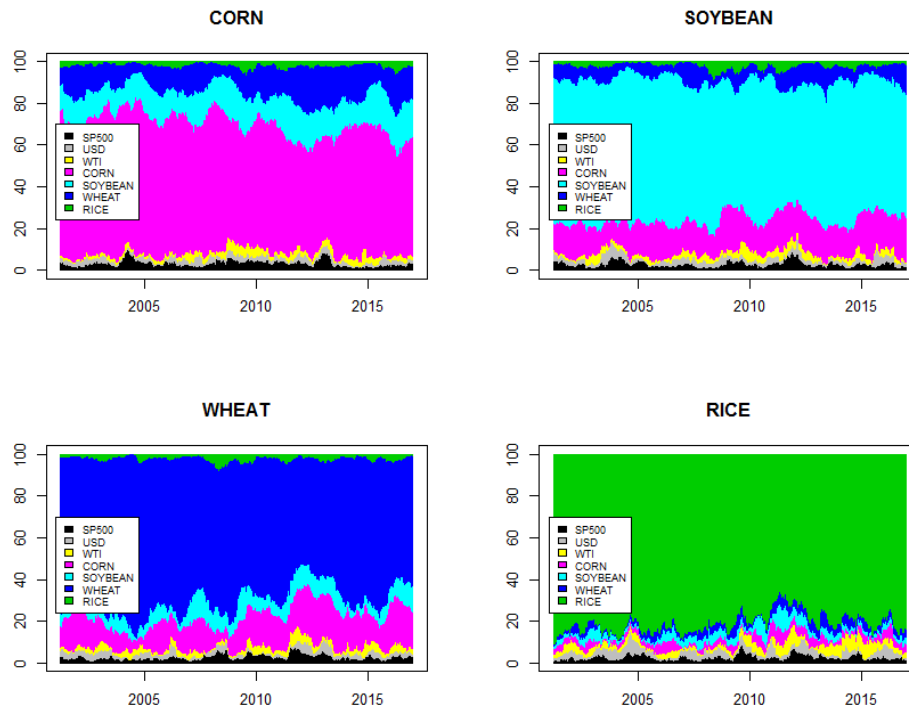 CORN
100
80
60
40
20
0
SP500
USD
WTI
CORN
SOYBEAN
WHEAT
RICE
2005
2010
2015
SOYBEAN
100
80
60
40
20
0
SP500
USD
WTI
CORN
SOYBEAN
WHEAT
RICE
2005
2010
2015
WHEAT
100
80
60
40
20
0
SP500
USD
WTI
CORN
SOYBEAN
WHEAT
RICE
2005
2010
2015
RICE
100
80
60
40
20
0
SP500
USD
WTI
CORN
SOYBEAN
WHEAT
RICE
2005
2010
2015